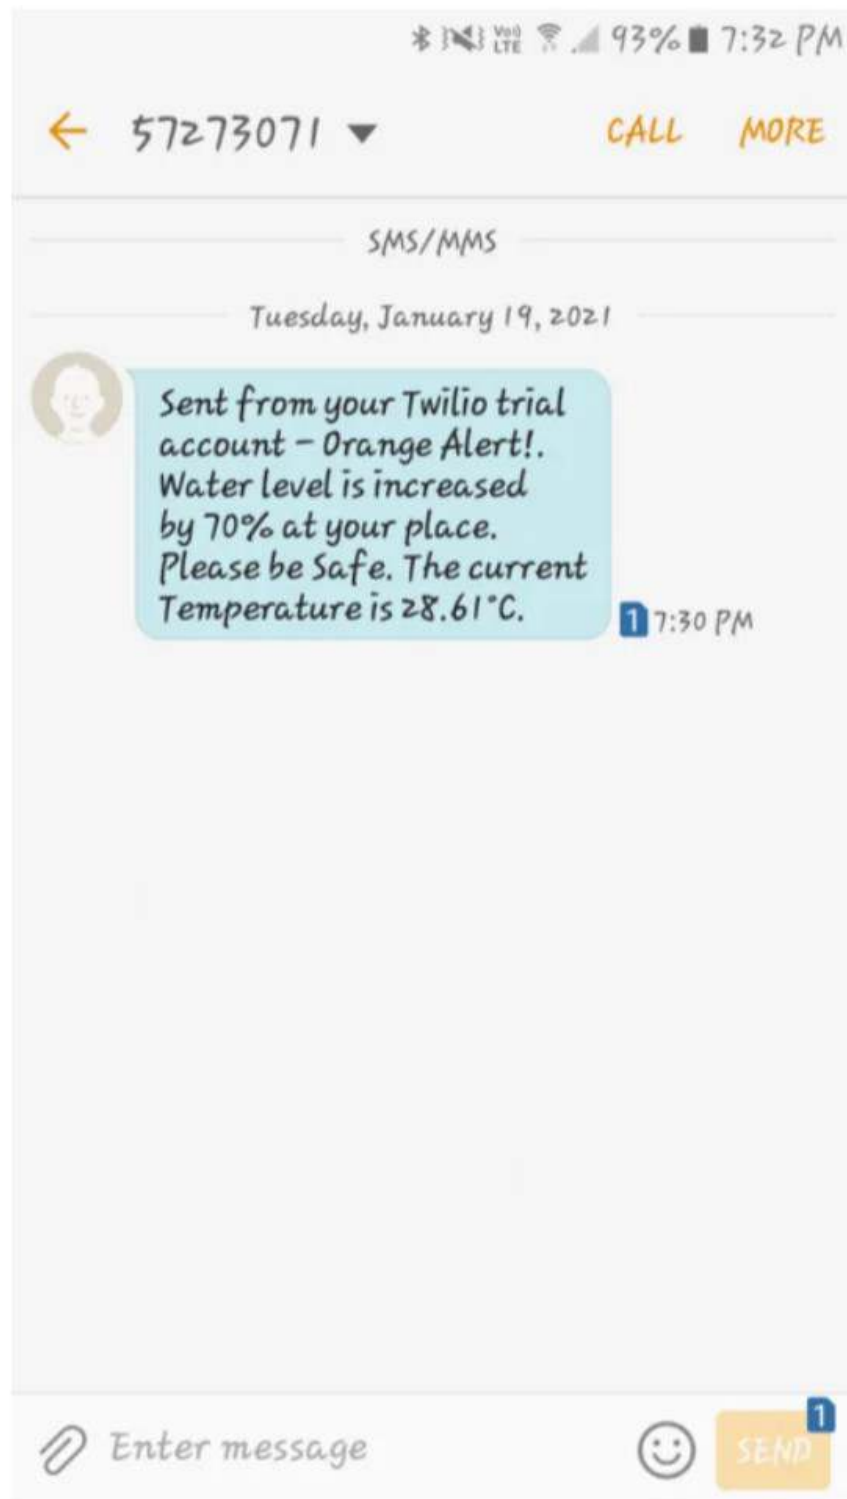 Voo) LTE 93% 7:32 PM
57273071 CALL MORE
SMS/MMS
Tuesday, January 19, 2021
Sent from your Twilio trial
account - Orange Alert!.
Water level is increased
by 70% at your place.
Please be Safe. The current
Temperature is 28.61°C.
1 7:30 PM
Enter message
1
SEND